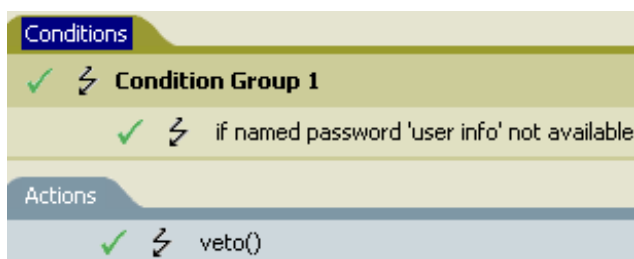 Conditions
Condition Group 1
if named password 'user info' not available
Actions
veto()